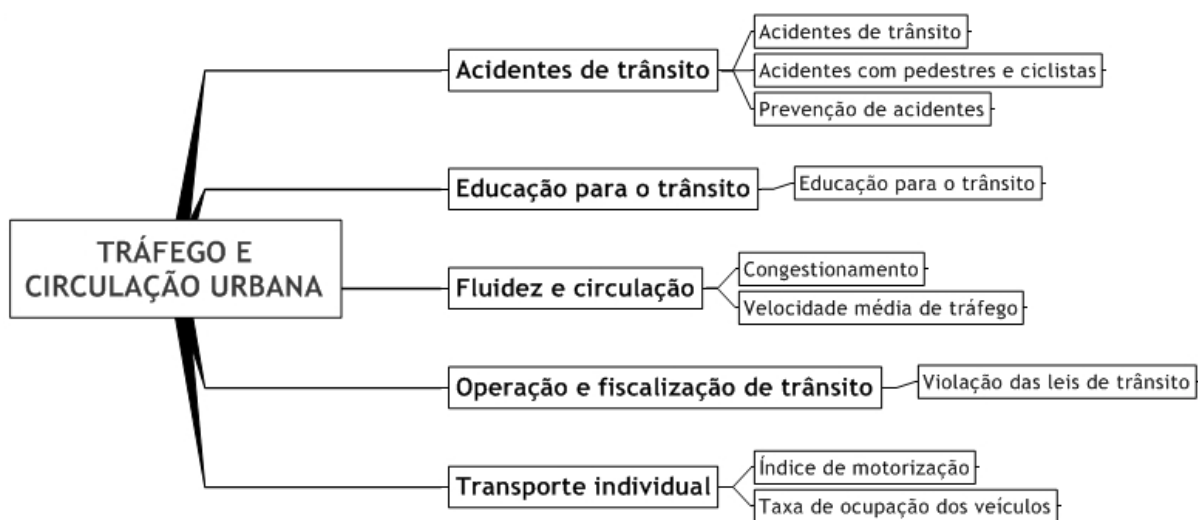 TRÁFEGO E
CIRCULAÇÃO URBANA
Acidentes de trânsito
Acidentes de trânsito
Acidentes com pedestres e ciclistas
Prevenção de acidentes
Educação para o trânsito
Educação para o trânsito
Fluidez e circulação
Congestionamento
Velocidade média de tráfego
Operação e fiscalização de trânsito
Violação das leis de trânsito
Transporte individual
Índice de motorização
Taxa de ocupação dos veículos